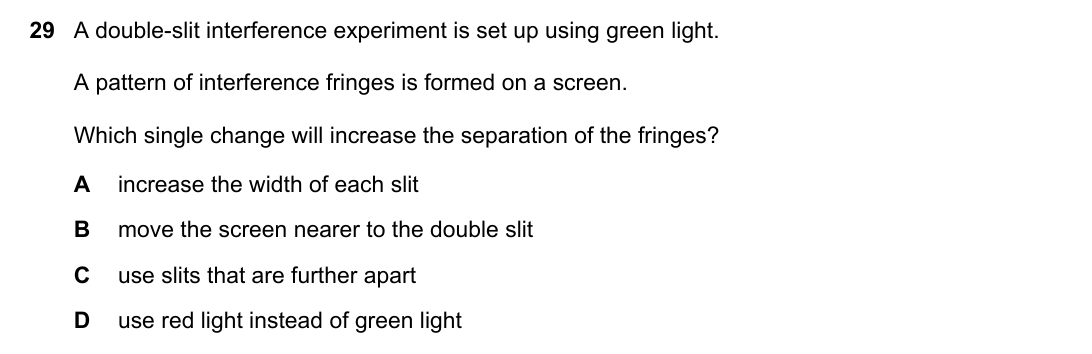 29 A double-slit interference experiment is set up using green light.
A pattern of interference fringes is formed on a screen.
Which single change will increase the separation of the fringes?
A increase the width of each slit
B move the screen nearer to the double slit
C use slits that are further apart
D use red light instead of green light